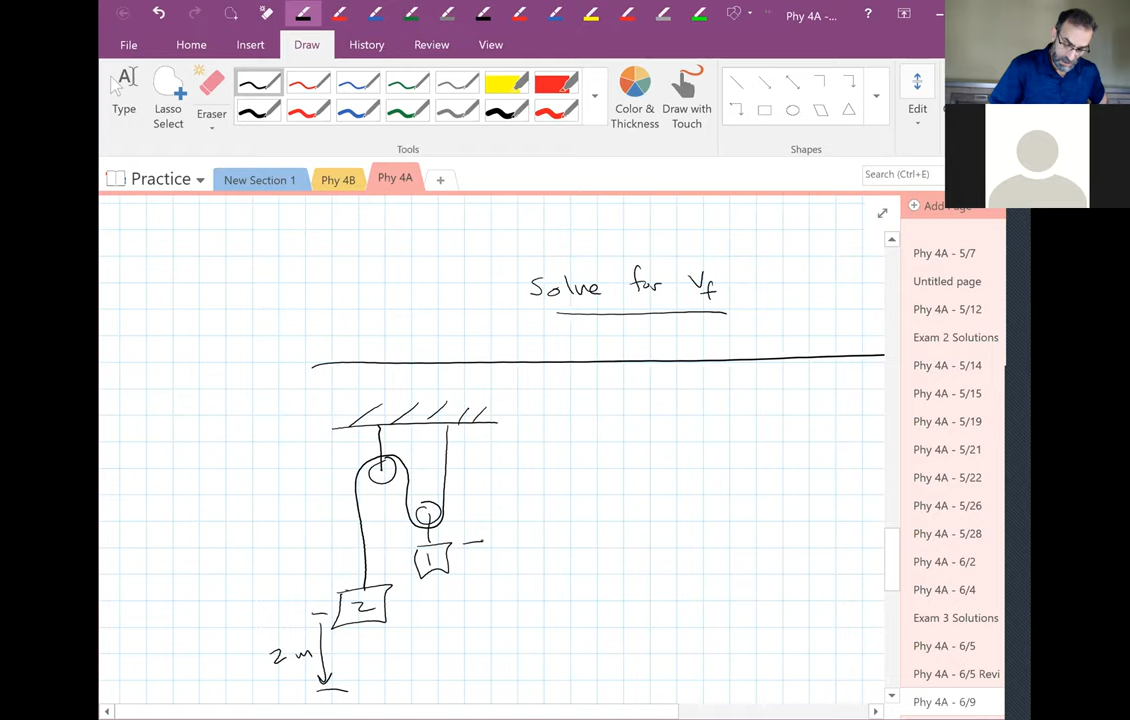 Phy 4A -...
?
File
Home
Insert
Draw
History
Review
View
Type
Lasso Select
Eraser
Color & Thickness
Draw with Touch
Edit
Tools
Shapes
Practice
New Section 1
Phy 4B
Phy 4A
+
Search (Ctrl+E)
Add Page
Phy 4A - 5/7
Untitled page
Phy 4A - 5/12
Exam 2 Solutions
Phy 4A - 5/14
Phy 4A - 5/15
Phy 4A - 5/19
Phy 4A - 5/21
Phy 4A - 5/22
Phy 4A - 5/26
Phy 4A - 5/28
Phy 4A - 6/2
Phy 4A - 6/4
Exam 3 Solutions
Phy 4A - 6/5
Phy 4A - 6/5 Revi
Phy 4A - 6/9
Solve for Vf
1
2
2 m